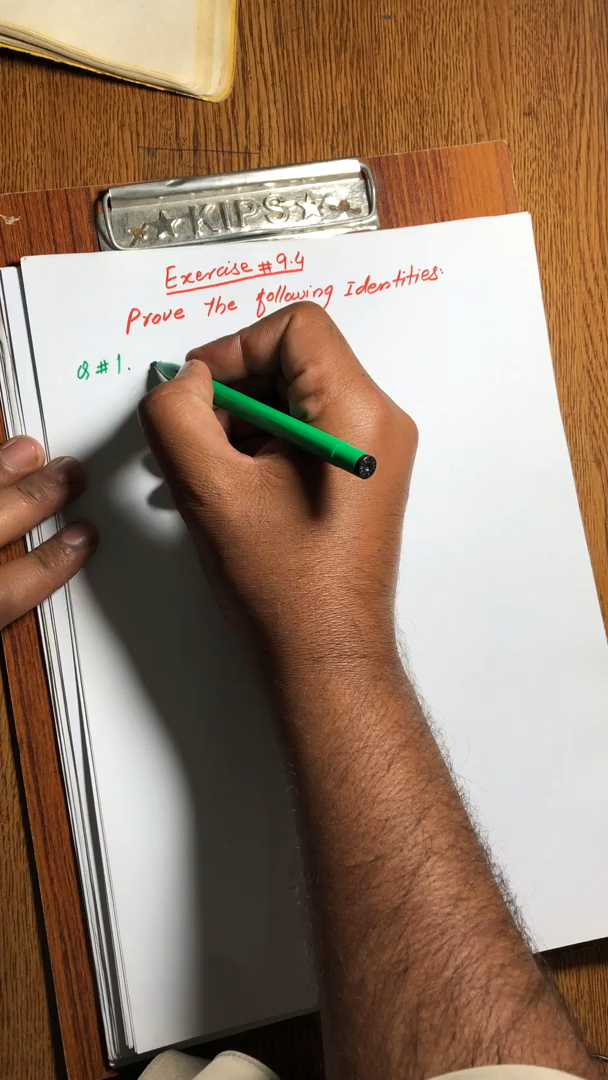 KIPS
Exercise # 9.4
Prove the following Identities:
Q # 1.